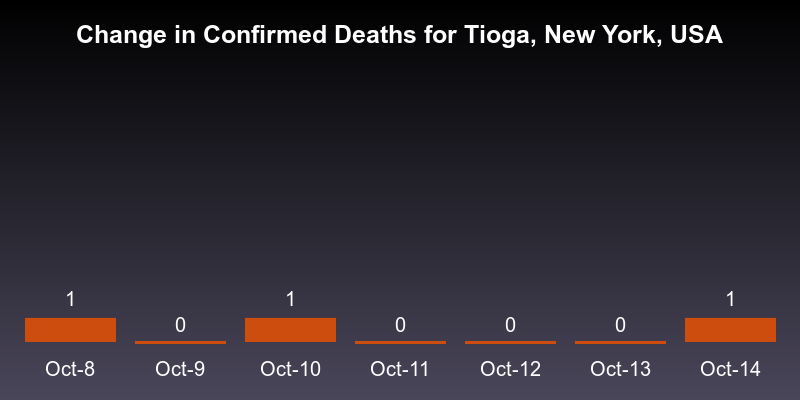 Change in Confirmed Deaths for Tioga, New York, USA
1 0 1 0 0 0 1
Oct-8 Oct-9 Oct-10 Oct-11 Oct-12 Oct-13 Oct-14